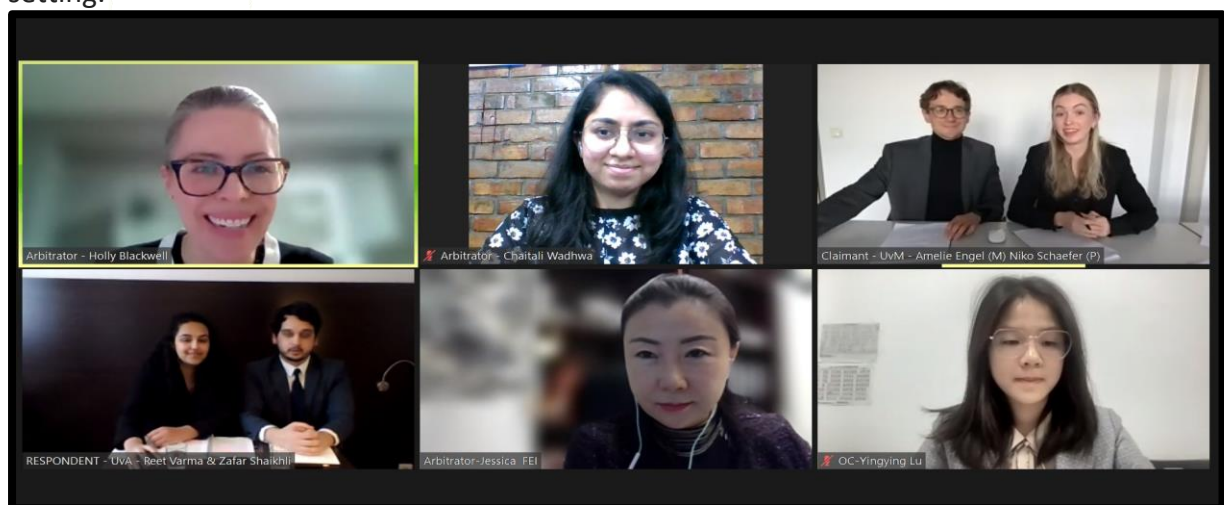 setting.
Arbitrator - Holly Blackwell
Arbitrator - Chaitali Wadhwa
Claimant - UvM - Amelie Engel (M) Niko Schaefer (P)
RESPONDENT - UvA - Reet Varma & Zafar Shaikhli
Arbitrator-Jessica FEI
OC-Yingying Lu